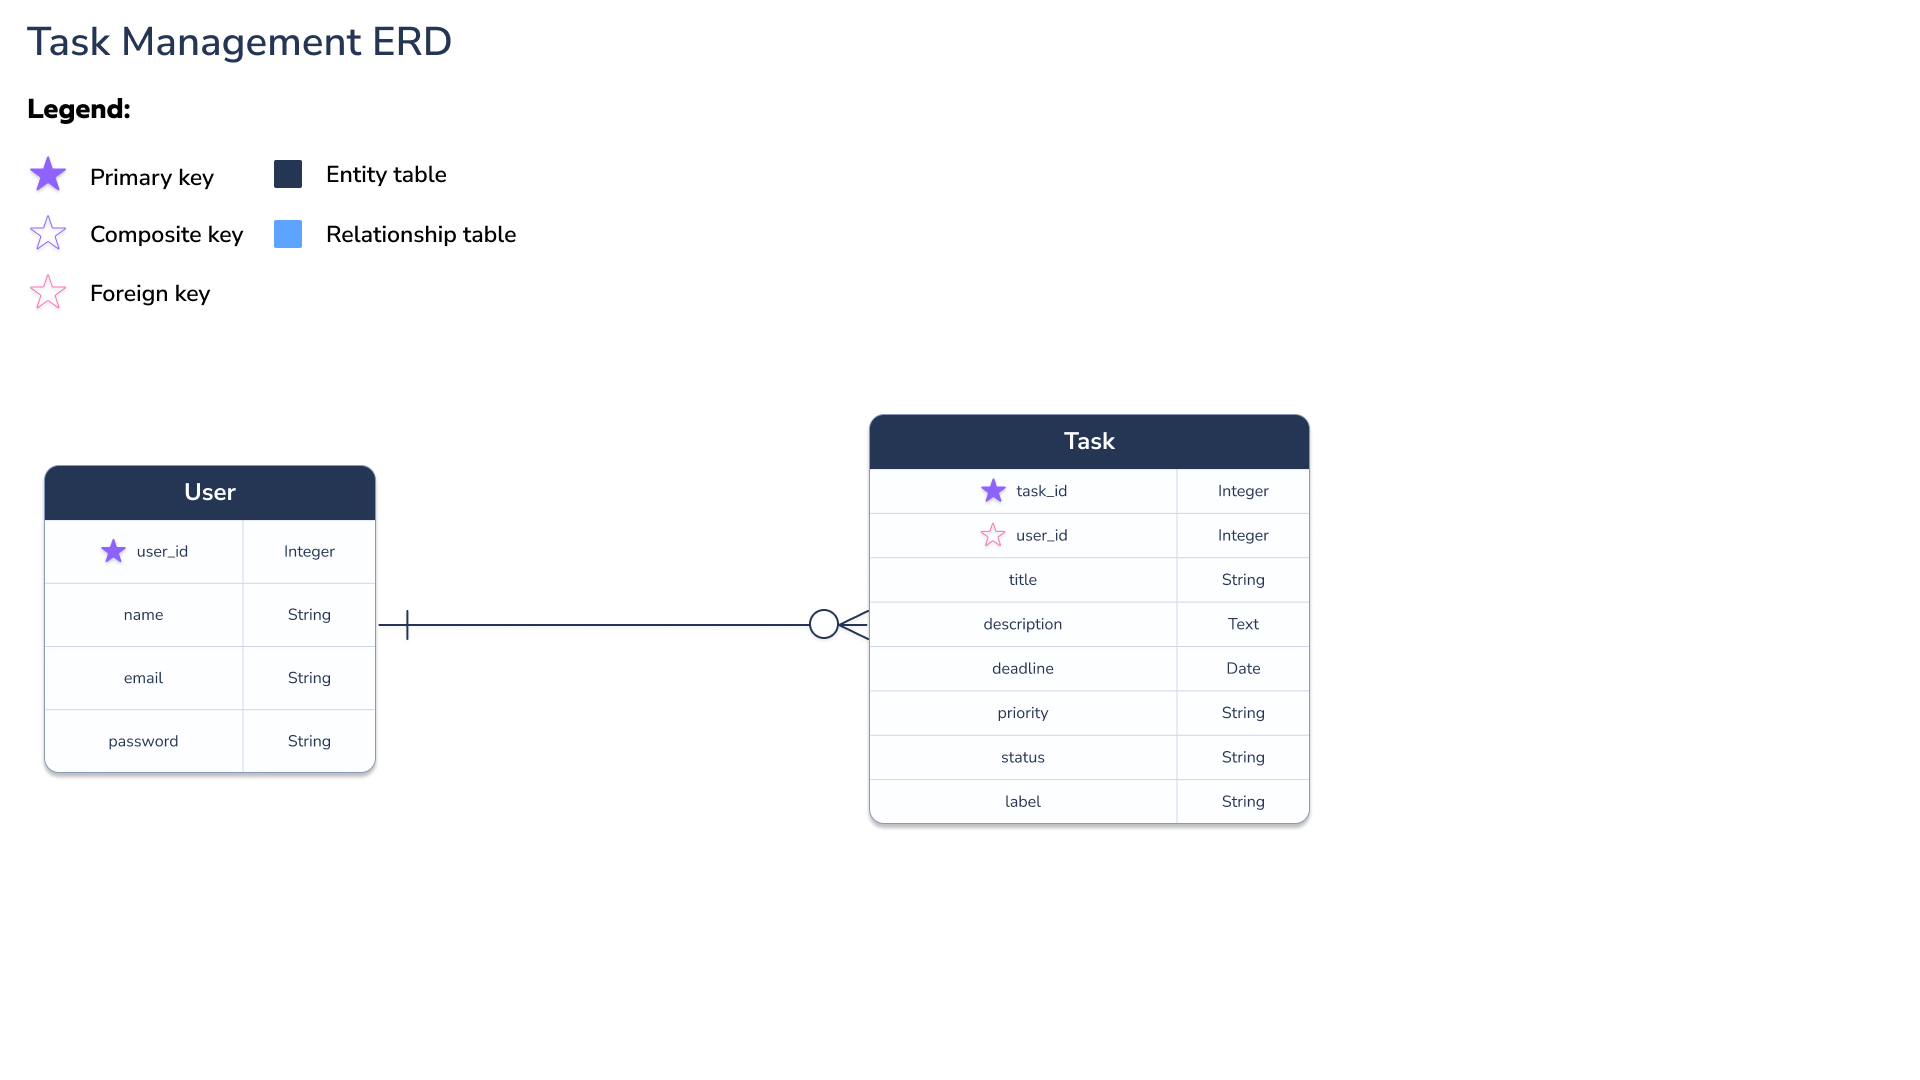 Task Management ERD
Legend:
Primary key
Entity table
Composite key
Relationship table
Foreign key
User
user_id Integer
name String
email String
password String
Task
task_id Integer
user_id Integer
title String
description Text
deadline Date
priority String
status String
label String